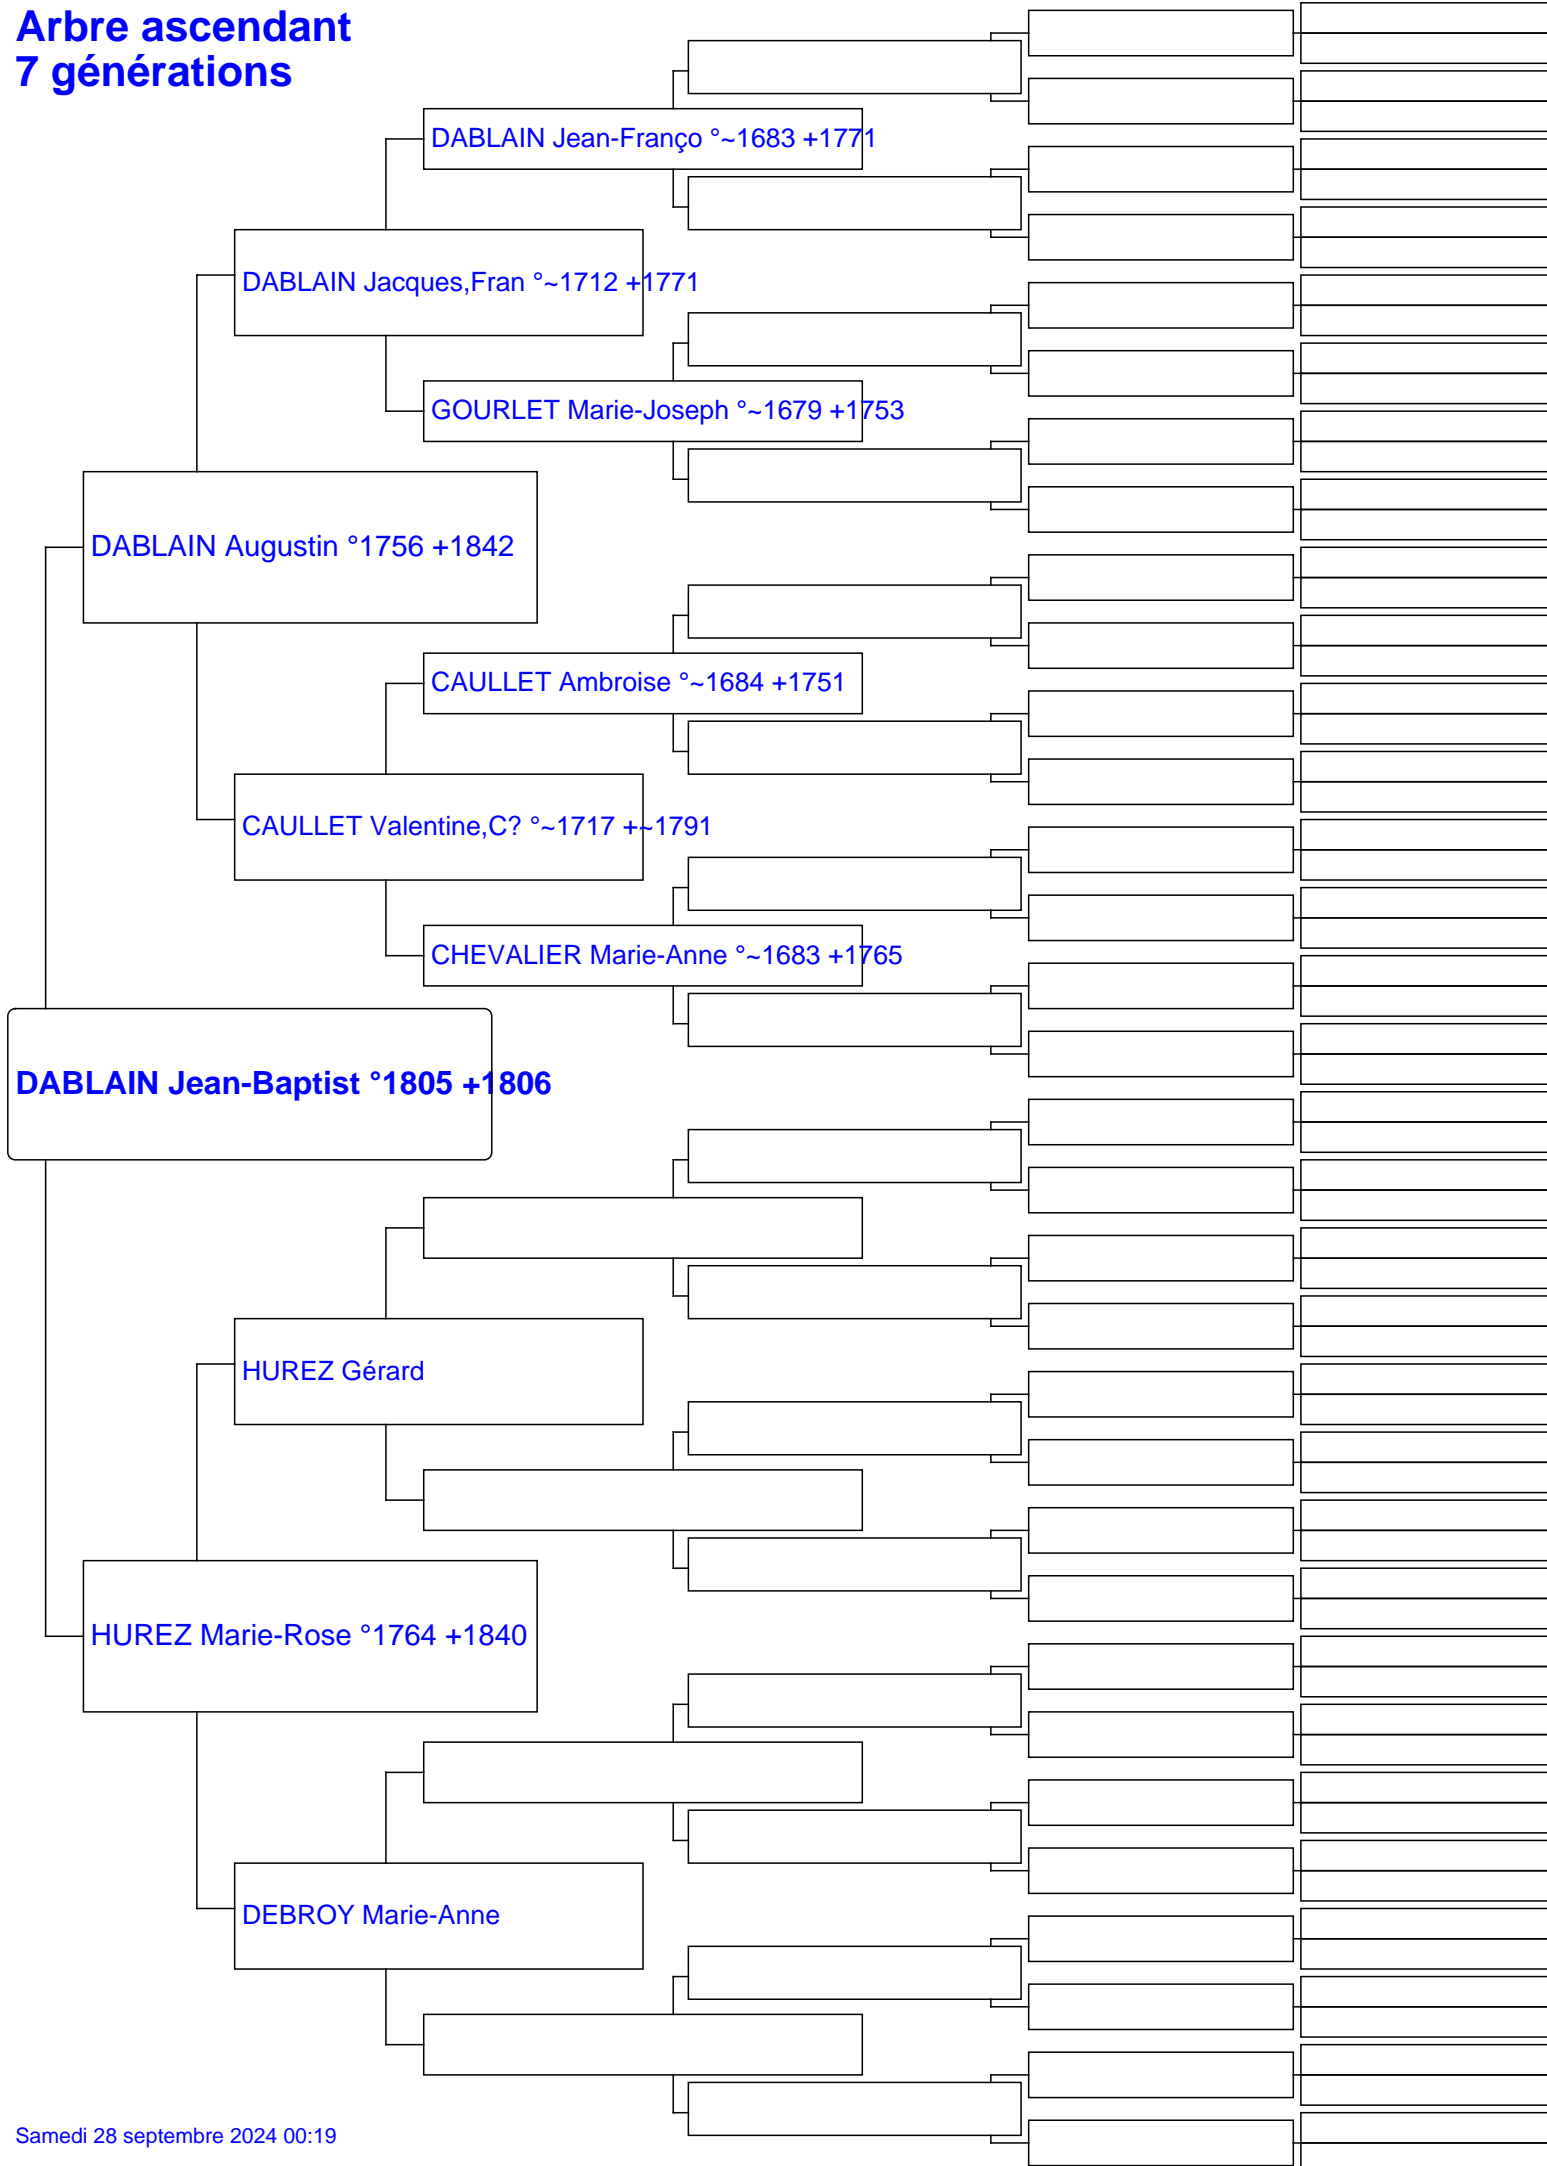 Arbre ascendant
7 générations
DABLAIN Jean-Franço °~1683 +1771
DABLAIN Jacques,Fran °~1712 +1771
GOURLET Marie-Joseph °~1679 +1753
DABLAIN Augustin °1756 +1842
CAULLET Ambroise °~1684 +1751
CAULLET Valentine,C? °~1717 +~1791
CHEVALIER Marie-Anne °~1683 +1765
DABLAIN Jean-Baptist °1805 +1806
HUREZ Gérard
HUREZ Marie-Rose °1764 +1840
DEBROY Marie-Anne
Samedi 28 septembre 2024 00:19